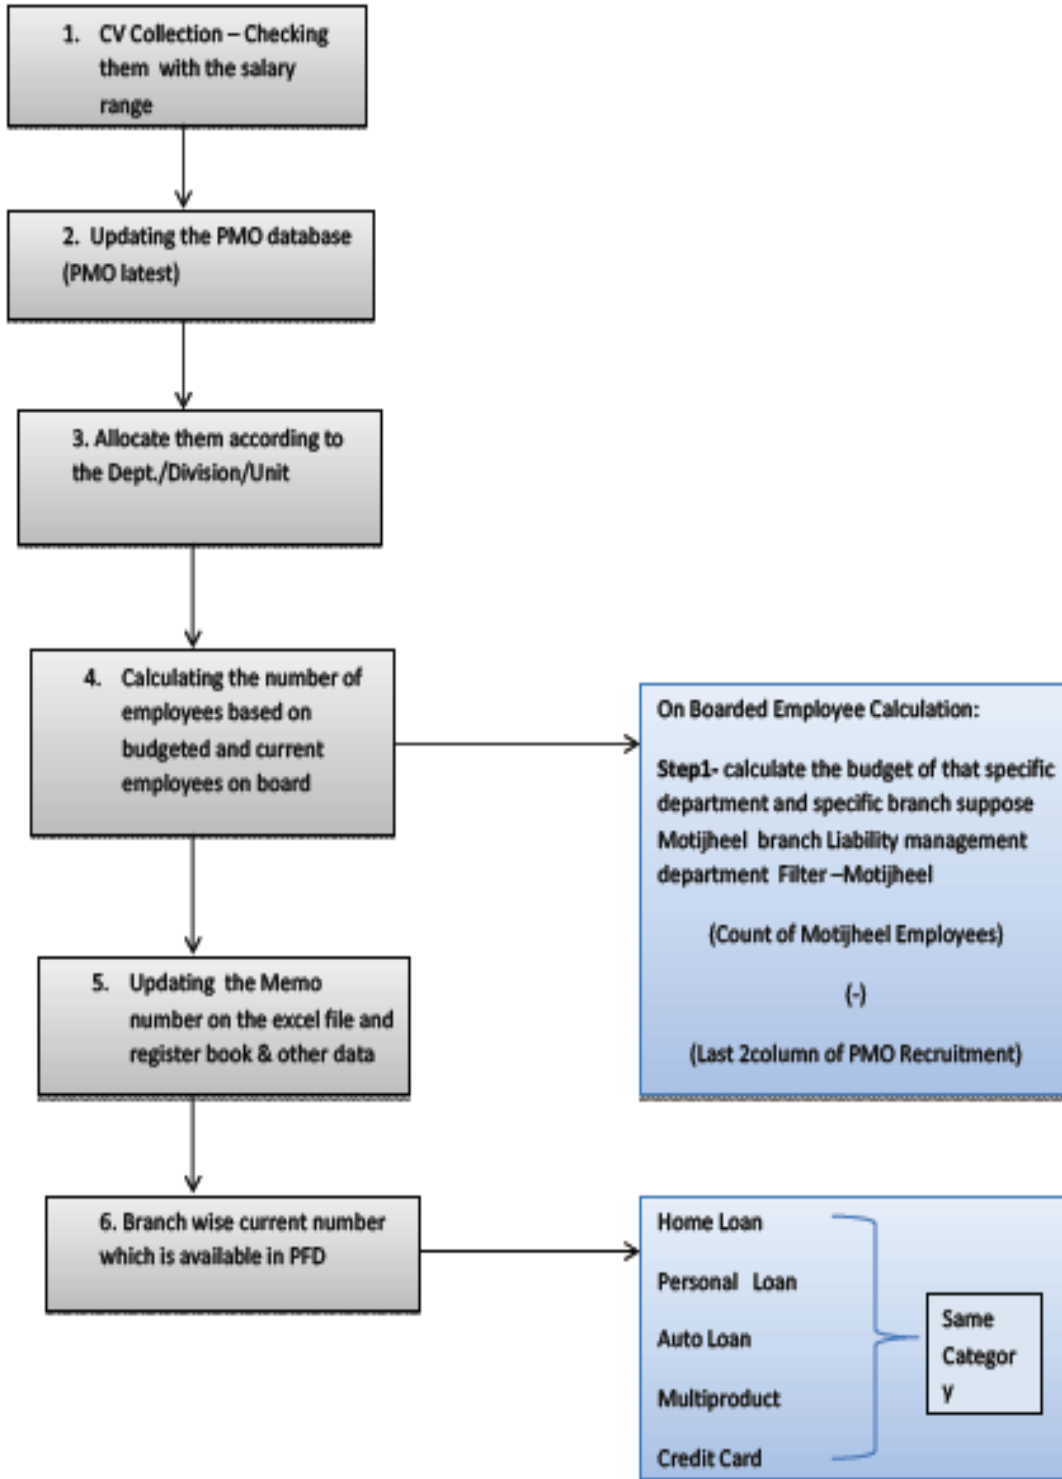 1. CV Collection – Checking
them with the salary
range
2. Updating the PMO database
(PMO latest)
3. Allocate them according to
the Dept./Division/Unit
4. Calculating the number of
employees based on
budgeted and current
employees on board
On Boarded Employee Calculation:
Step1- calculate the budget of that specific
department and specific branch suppose
Motijheel branch Liability management
department Filter –Motijheel
(Count of Motijheel Employees)
(-)
(Last 2column of PMO Recruitment)
5. Updating the Memo
number on the excel file and
register book & other data
6. Branch wise current number
which is available in PFD
Home Loan
Personal Loan
Auto Loan
Multiproduct
Credit Card
Same
Categor
y